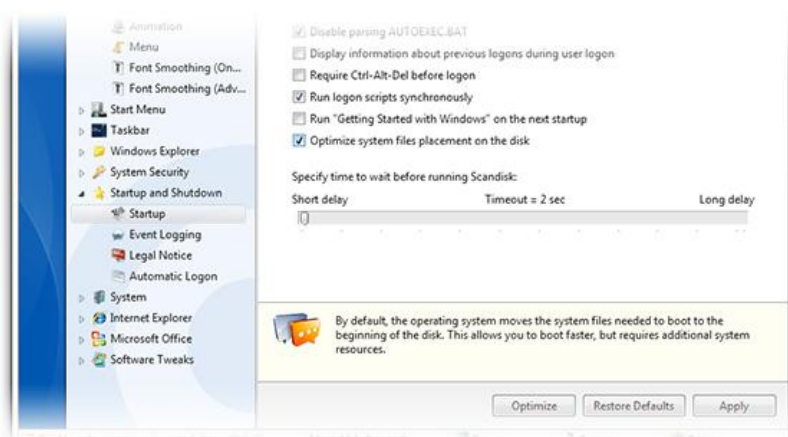 Animation
Menu
Font Smoothing (On...
Font Smoothing (Adv...
Start Menu
Taskbar
Windows Explorer
System Security
Startup and Shutdown
Startup
Event Logging
Legal Notice
Automatic Logon
System
Internet Explorer
Microsoft Office
Software Tweaks
Disable parsing AUTOEXEC.BAT
Display information about previous logons during user logon
Require Ctrl-Alt-Del before logon
Run logon scripts synchronously
Run "Getting Started with Windows" on the next startup
Optimize system files placement on the disk
Specify time to wait before running Scandisk:
Short delay Timeout = 2 sec Long delay
By default, the operating system moves the system files needed to boot to the
beginning of the disk. This allows you to boot faster, but requires additional system
resources.
Optimize Restore Defaults Apply